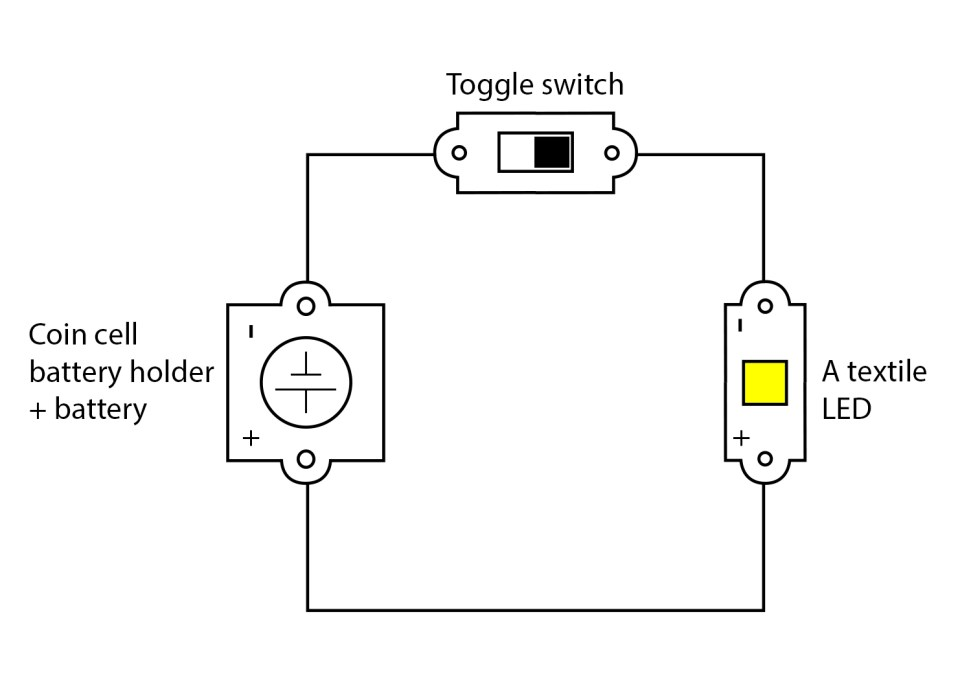 Toggle switch
Coin cell
battery holder
+ battery
-
+
-
+
A textile
LED